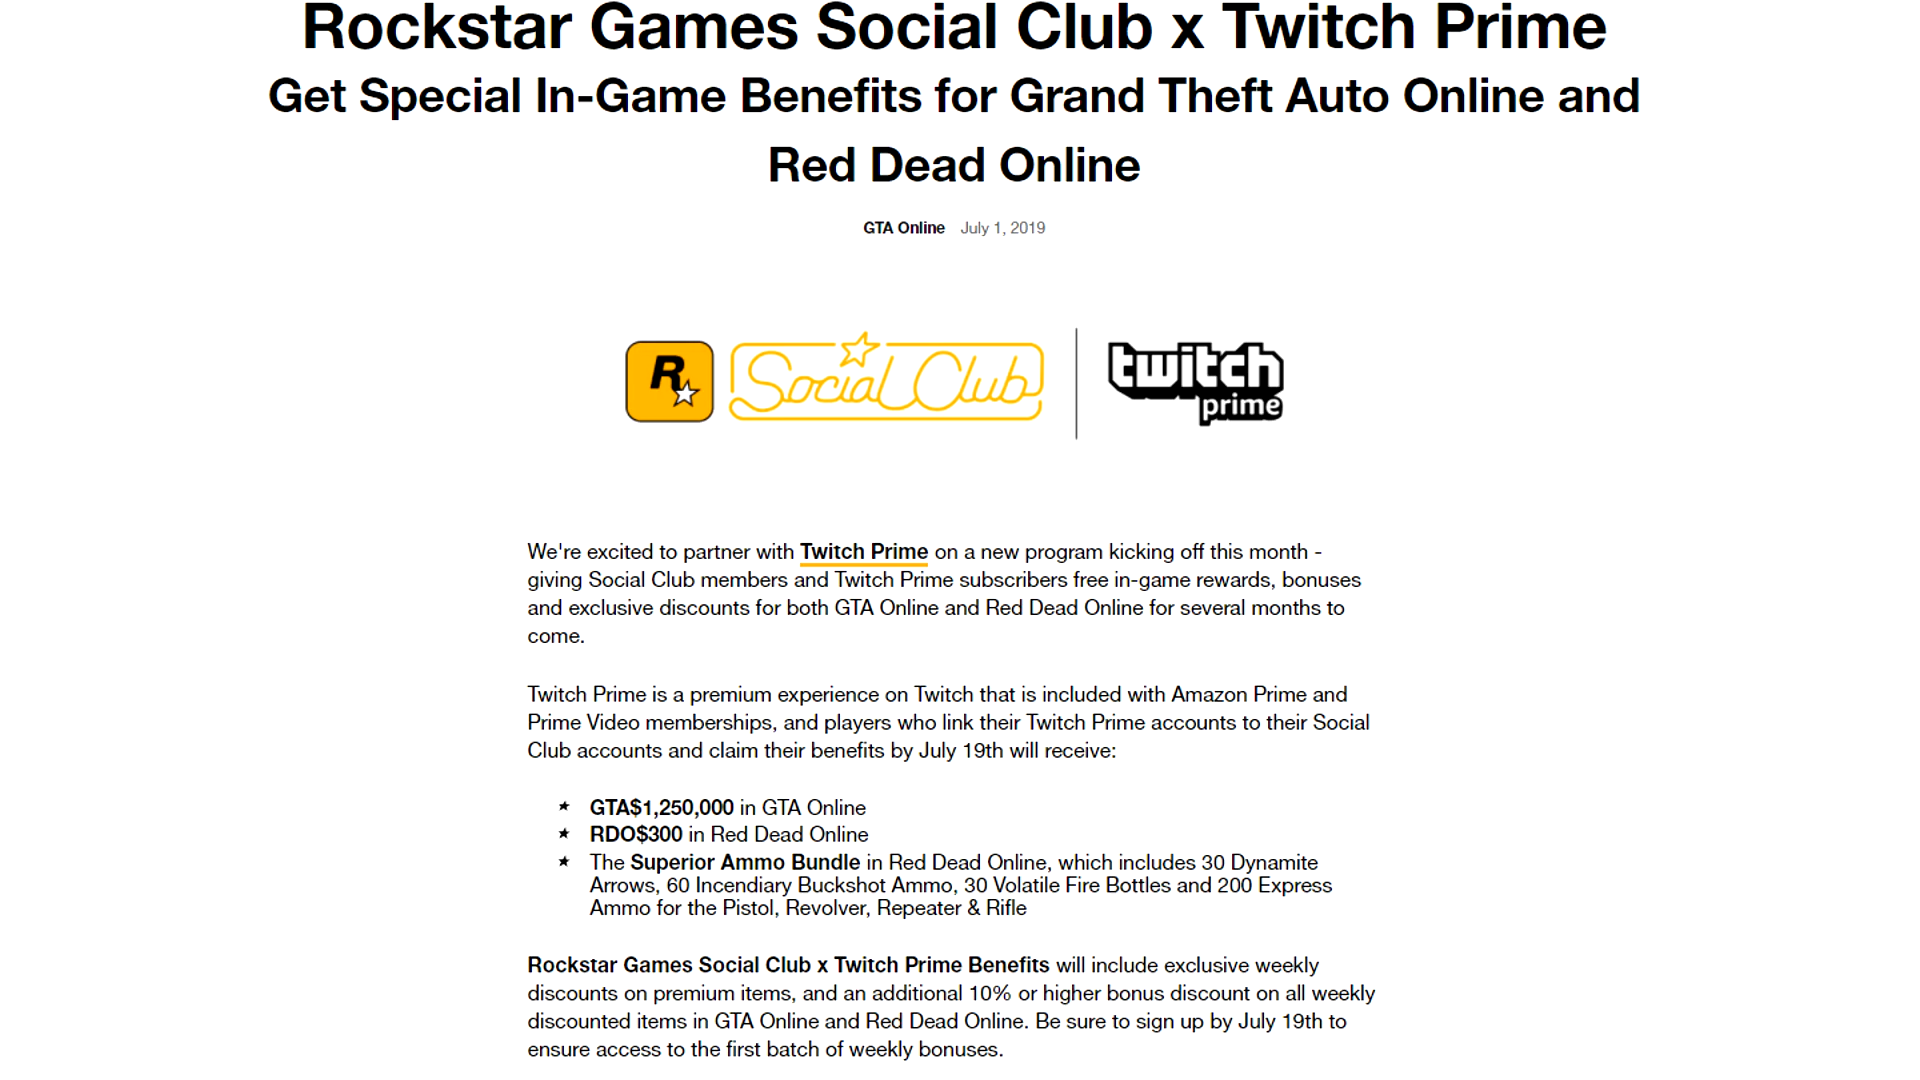 Rockstar Games Social Club x Twitch Prime
Get Special In-Game Benefits for Grand Theft Auto Online and
Red Dead Online
GTA Online July 1, 2019
R Social Club twitch prime
We're excited to partner with Twitch Prime on a new program kicking off this month -
giving Social Club members and Twitch Prime subscribers free in-game rewards, bonuses
and exclusive discounts for both GTA Online and Red Dead Online for several months to
come.
Twitch Prime is a premium experience on Twitch that is included with Amazon Prime and
Prime Video memberships, and players who link their Twitch Prime accounts to their Social
Club accounts and claim their benefits by July 19th will receive:
GTA$1,250,000 in GTA Online
RDO$300 in Red Dead Online
The Superior Ammo Bundle in Red Dead Online, which includes 30 Dynamite
Arrows, 60 Incendiary Buckshot Ammo, 30 Volatile Fire Bottles and 200 Express
Ammo for the Pistol, Revolver, Repeater & Rifle
Rockstar Games Social Club x Twitch Prime Benefits will include exclusive weekly
discounts on premium items, and an additional 10% or higher bonus discount on all weekly
discounted items in GTA Online and Red Dead Online. Be sure to sign up by July 19th to
ensure access to the first batch of weekly bonuses.